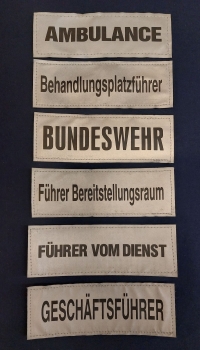 AMBULANCE
Behandlungsplatzführer
BUNDESWEHR
Führer Bereitstellungsraum
FÜHRER VOM DIENST
GESCHÄFTSFÜHRER